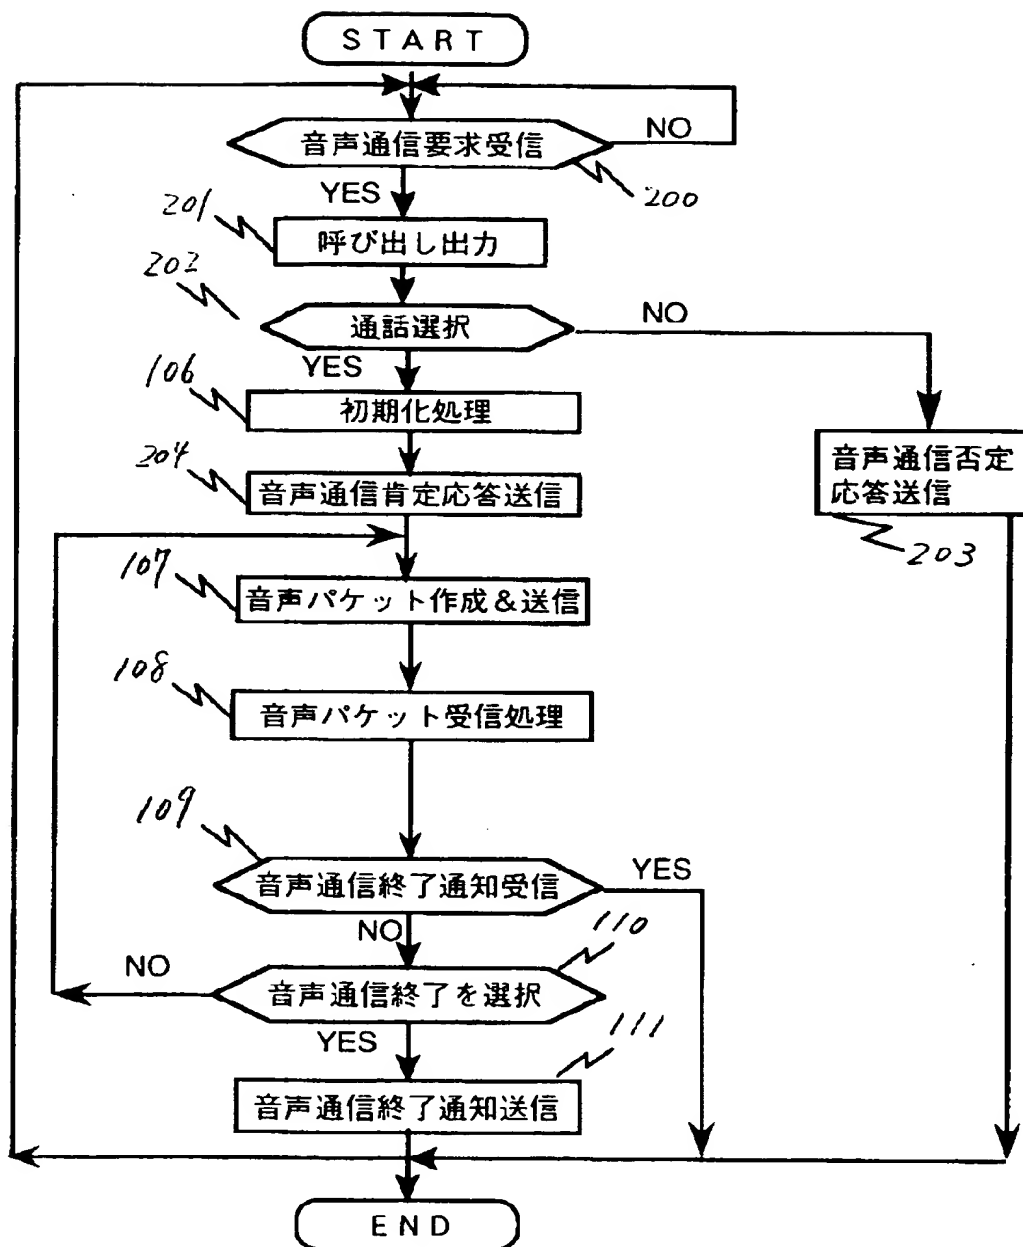 START
音声通信要求受信
NO
200
YES
201
呼び出し出力
202
通話選択
NO
YES
106
初期化処理
204
音声通信肯定応答送信
音声通信否定
応答送信
203
107
音声パケット作成&送信
108
音声パケット受信処理
109
音声通信終了通知受信
YES
NO
110
NO
音声通信終了を選択
YES
111
音声通信終了通知送信
END